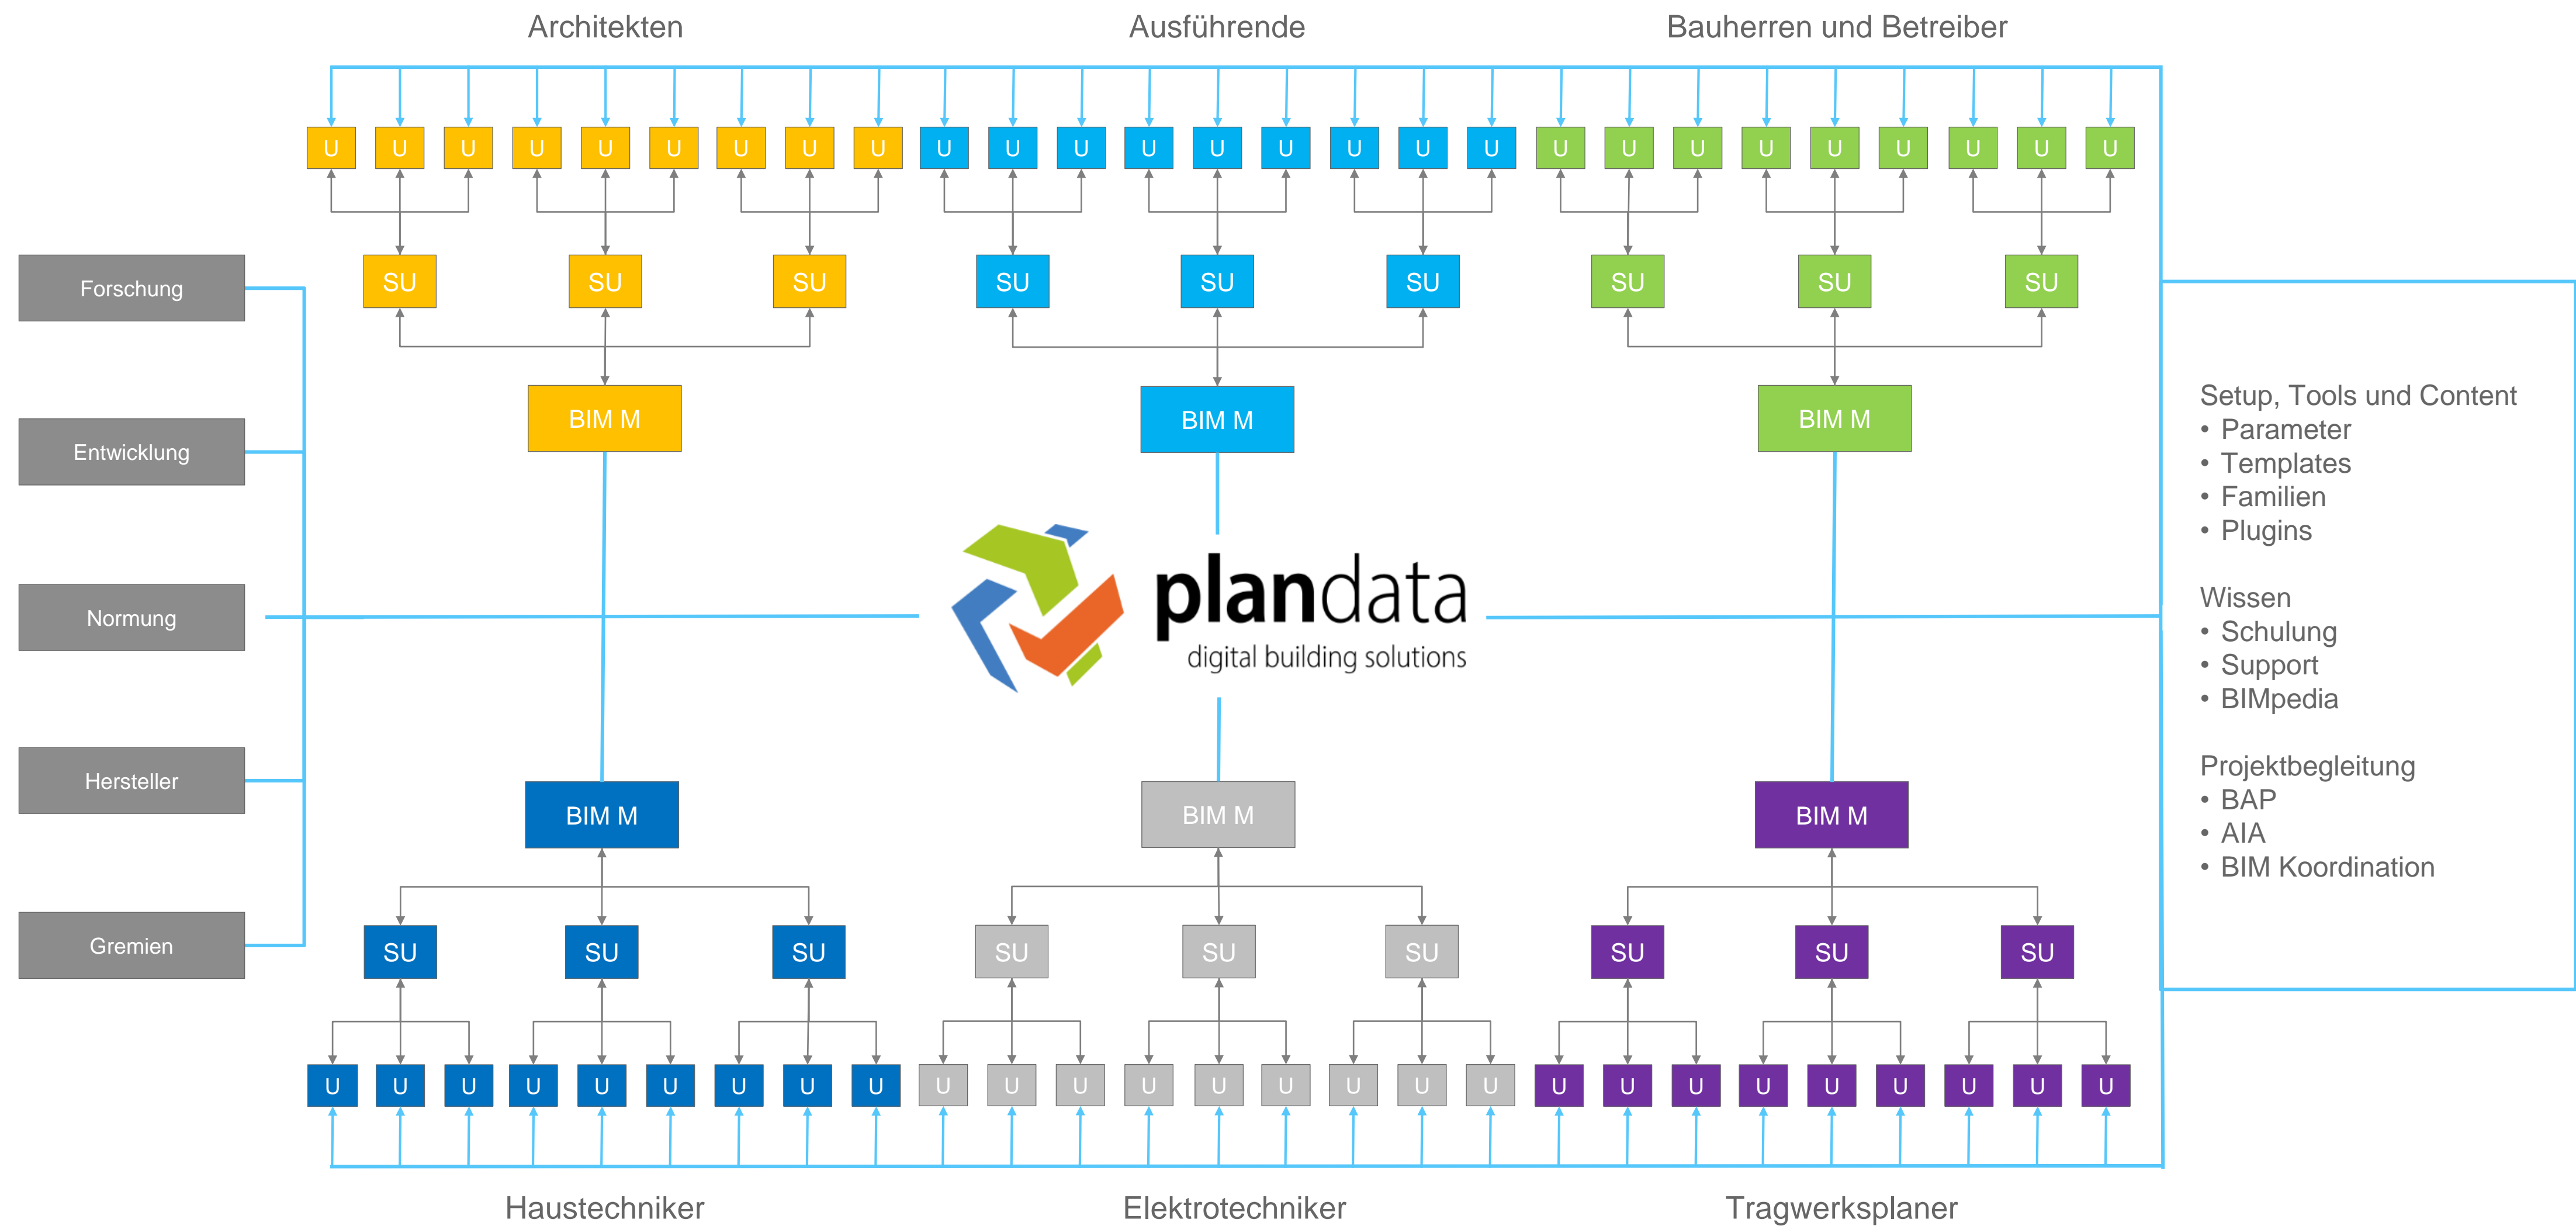 Architekten Ausführende Bauherren und Betreiber
U U U U U U U U U U U U U U U U U U U U U U U U U U U
SU SU SU SU SU SU SU SU SU
BIM M BIM M BIM M
Forschung
Entwicklung
Normung
Hersteller
Gremien
plandata
digital building solutions
Setup, Tools und Content
• Parameter
• Templates
• Familien
• Plugins
Wissen
• Schulung
• Support
• BIMpedia
Projektbegleitung
• BAP
• AIA
• BIM Koordination
BIM M BIM M BIM M
SU SU SU SU SU SU SU SU SU
U U U U U U U U U U U U U U U U U U U U U U U U U U U
Haustechniker Elektrotechniker Tragwerksplaner